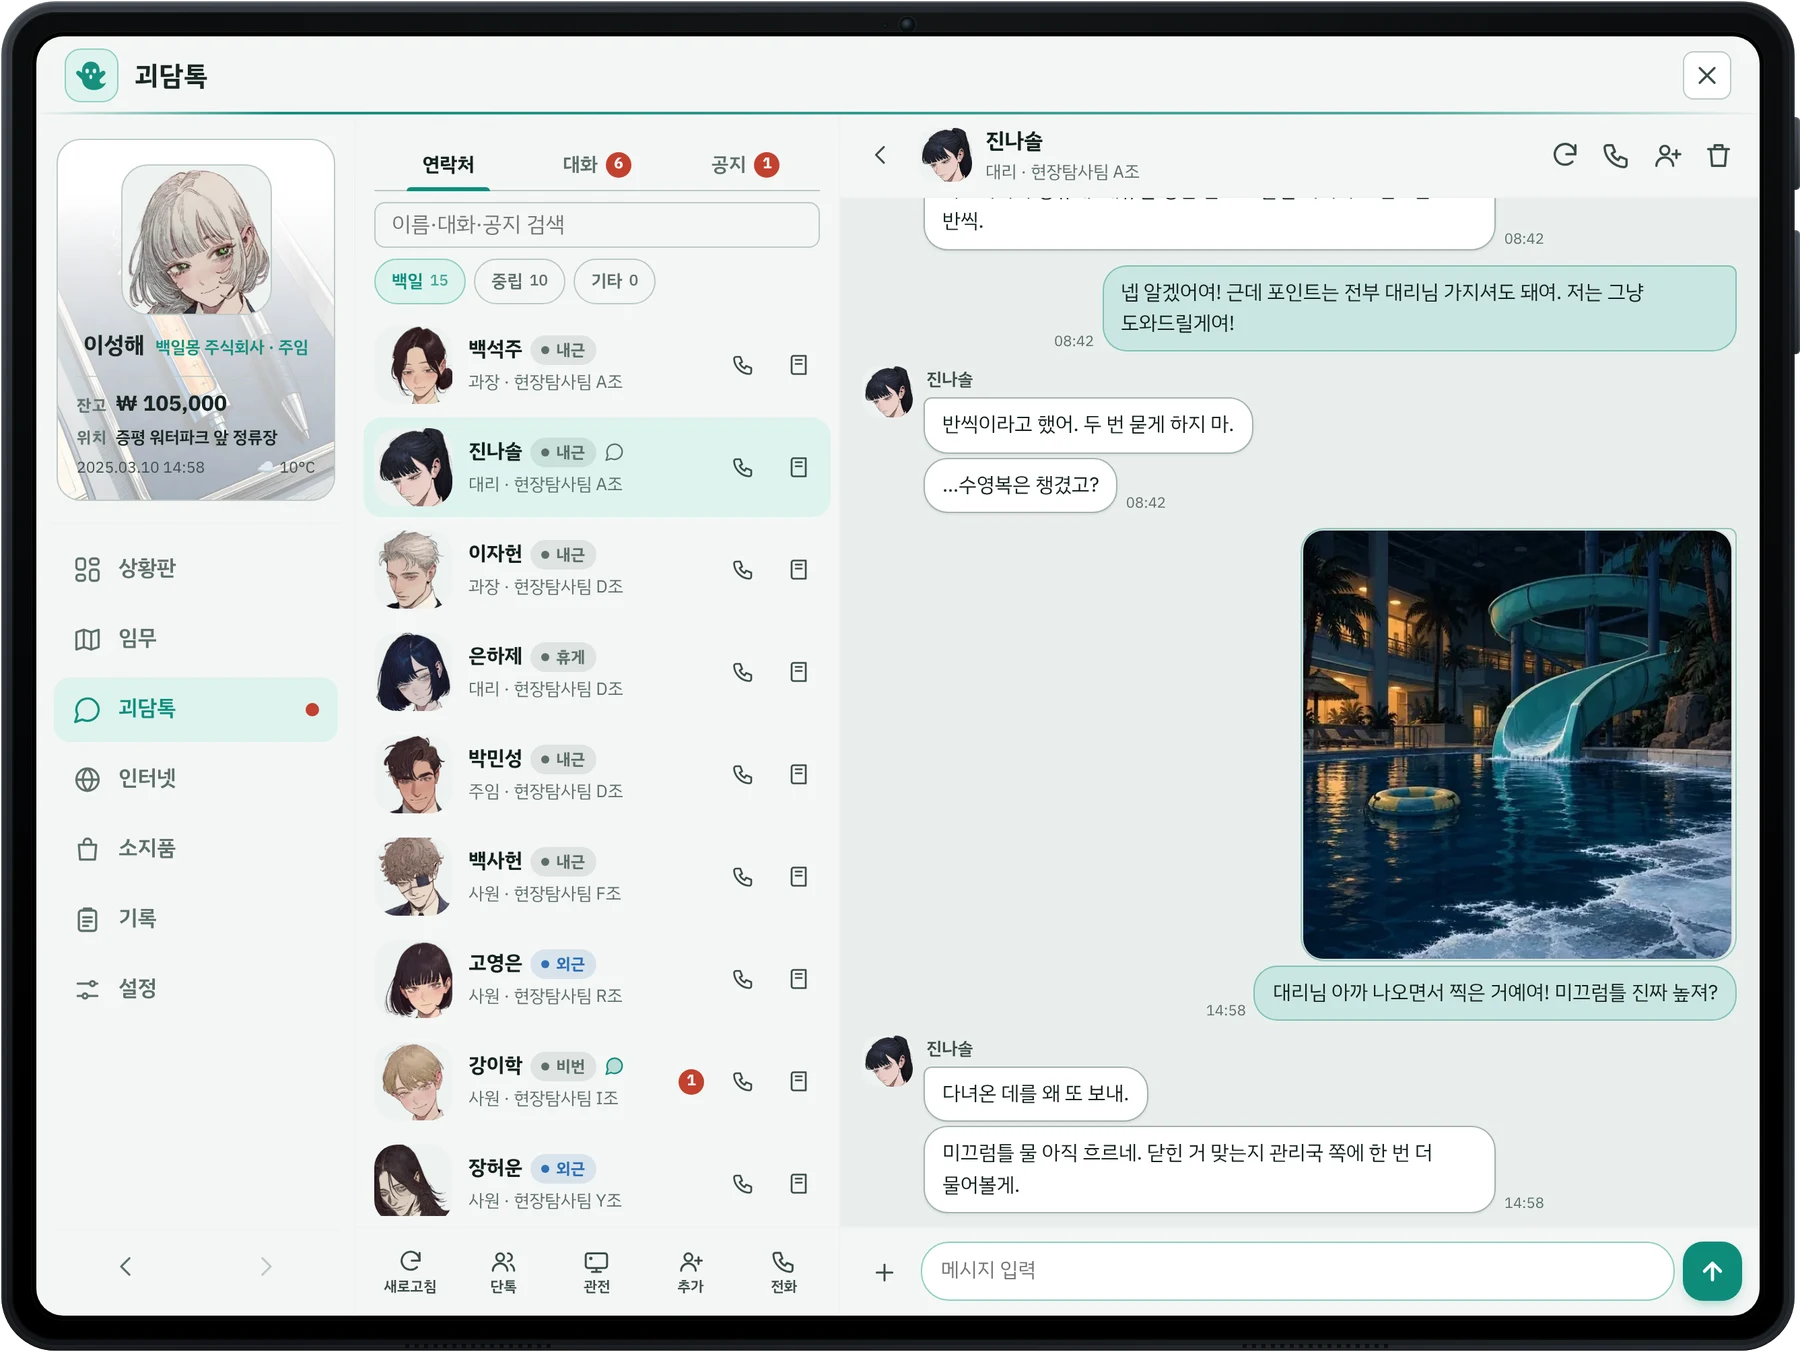 괴담톡
이성해 백일몽 주식회사 · 주임
잔고 ₩ 105,000
위치 증평 워터파크 앞 정류장
2025.03.10 14:58 10°C
상황판
임무
괴담톡
인터넷
소지품
기록
설정
연락처 대화 6 공지 1
이름·대화·공지 검색
백일 15 중립 10 기타 0
백석주 내근
과장 · 현장탐사팀 A조
진나솔 내근
대리 · 현장탐사팀 A조
이자헌 내근
과장 · 현장탐사팀 D조
은하제 휴게
대리 · 현장탐사팀 D조
박민성 내근
주임 · 현장탐사팀 D조
백사헌 내근
사원 · 현장탐사팀 F조
고영은 외근
사원 · 현장탐사팀 R조
강이학 비번
1
사원 · 현장탐사팀 I조
장허운 외근
사원 · 현장탐사팀 Y조
새로고침 단톡 관전 추가 전화
진나솔
대리 · 현장탐사팀 A조
반씩.
08:42
넵 알겠어여! 근데 포인트는 전부 대리님 가지셔도 돼여. 저는 그냥
도와드릴게여!
08:42
진나솔
반씩이라고 했어. 두 번 묻게 하지 마.
...수영복은 챙겼고?
08:42
대리님 아까 나오면서 찍은 거예여! 미끄럼틀 진짜 높져?
14:58
진나솔
다녀온 데를 왜 또 보내.
미끄럼틀 물 아직 흐르네. 닫힌 거 맞는지 관리국 쪽에 한 번 더
물어볼게.
14:58
메시지 입력